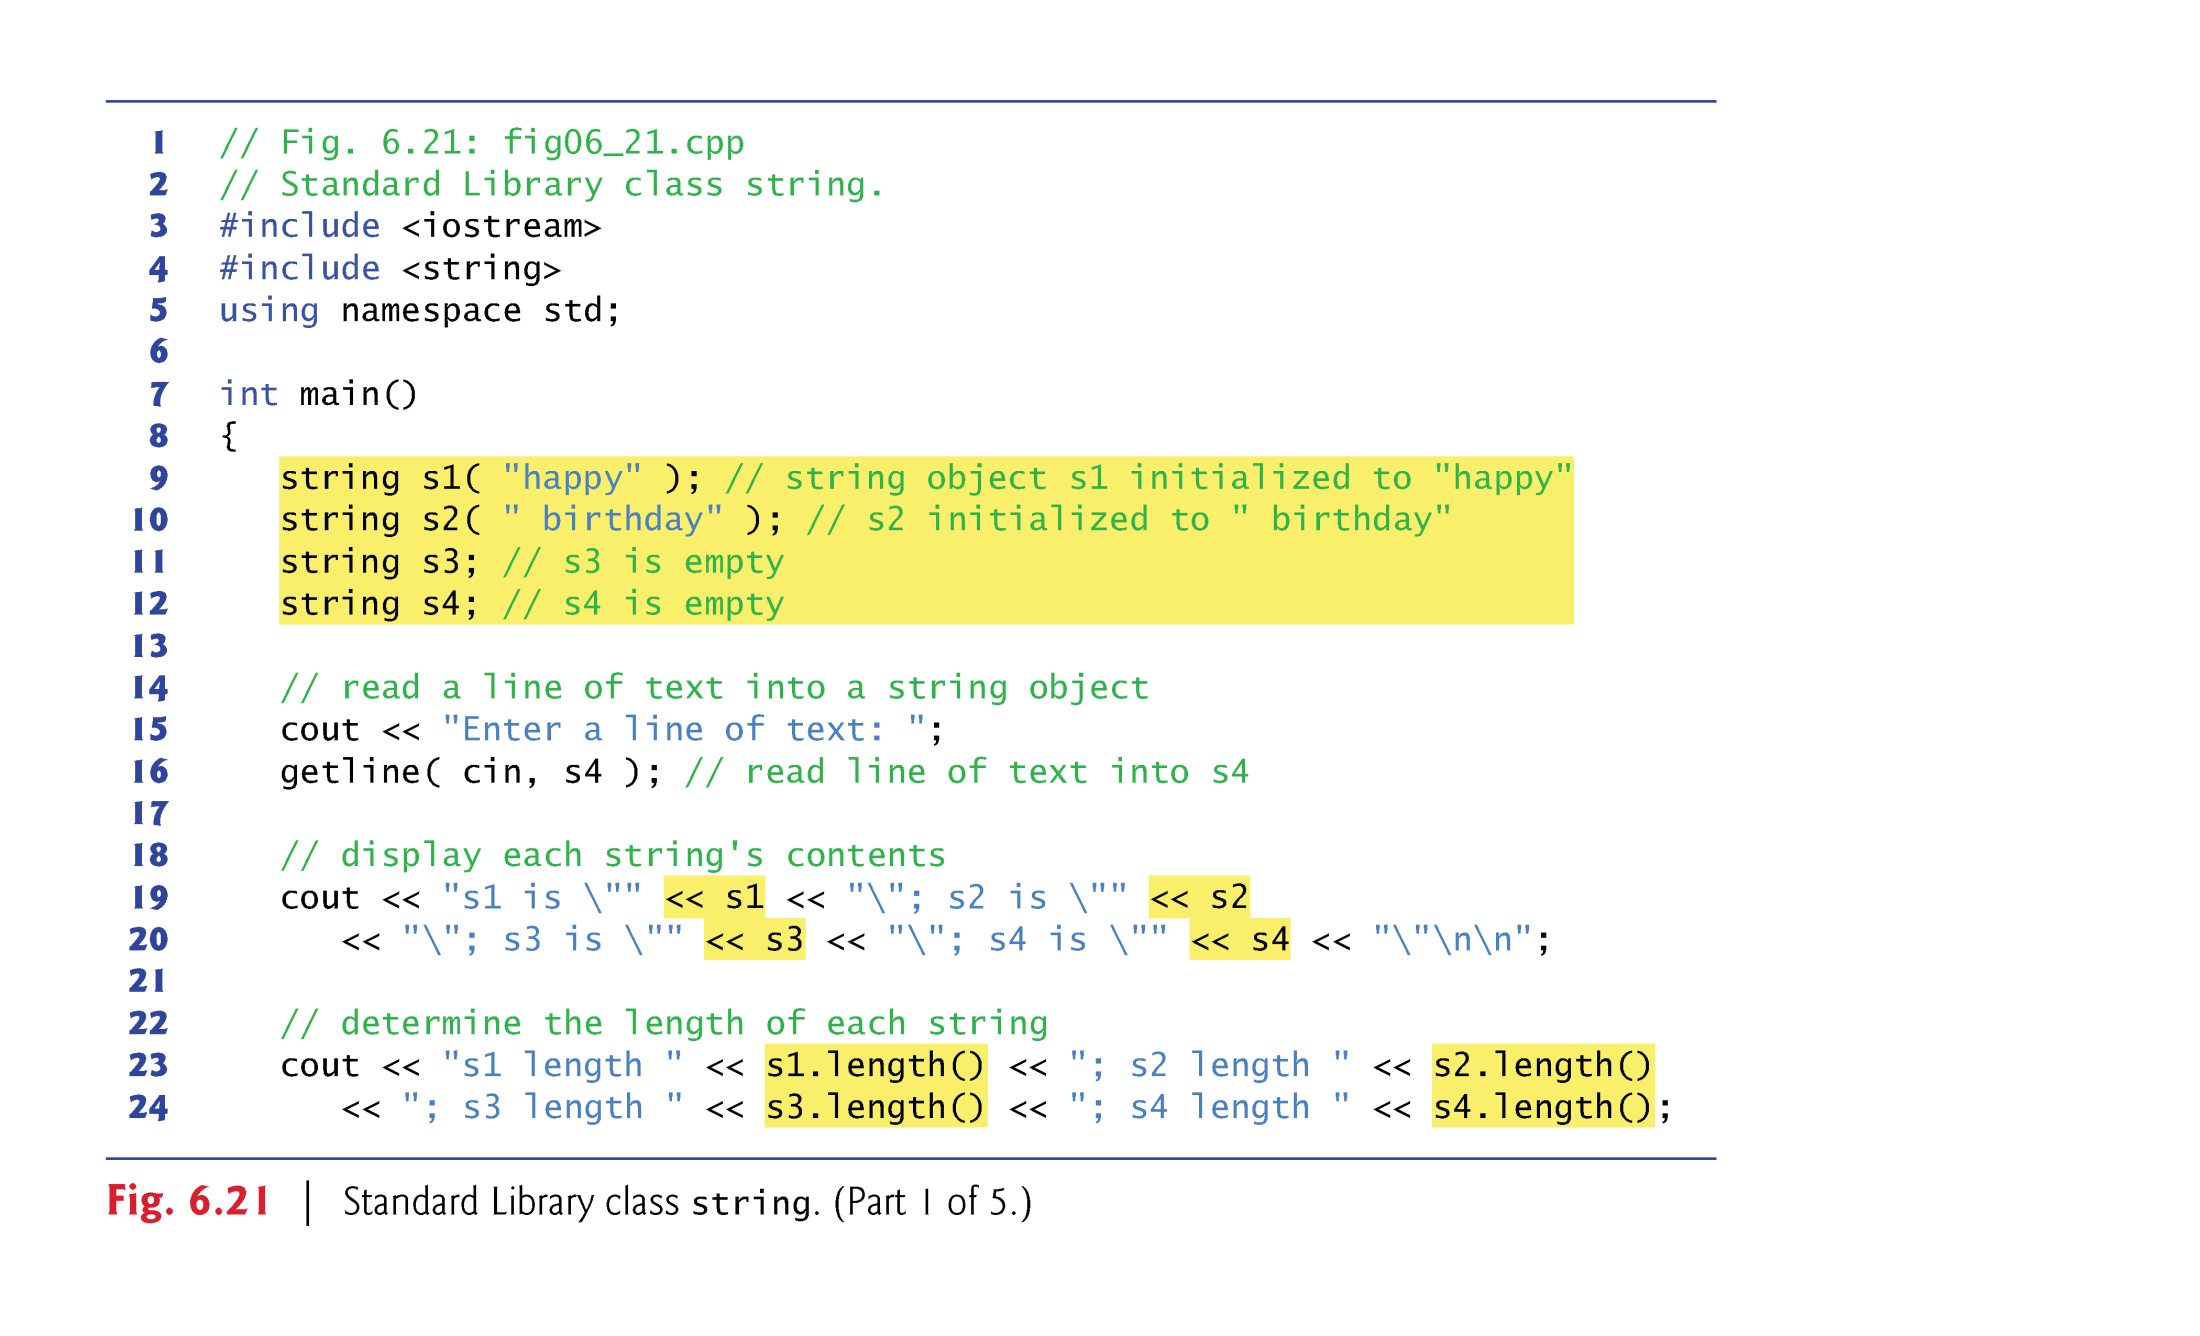 1 // Fig. 6.21: fig06_21.cpp
2 // Standard Library class string.
3 #include <iostream>
4 #include <string>
5 using namespace std;
6
7 int main()
8 {
9    string s1( "happy" ); // string object s1 initialized to "happy"
10    string s2( " birthday" ); // s2 initialized to " birthday"
11    string s3; // s3 is empty
12    string s4; // s4 is empty
13
14    // read a line of text into a string object
15    cout << "Enter a line of text: ";
16    getline( cin, s4 ); // read line of text into s4
17
18    // display each string's contents
19    cout << "s1 is \"" << s1 << "\"; s2 is \"" << s2
20       << "\"; s3 is \"" << s3 << "\"; s4 is \"" << s4 << "\"\n\n";
21
22    // determine the length of each string
23    cout << "s1 length " << s1.length() << "; s2 length " << s2.length()
24       << "; s3 length " << s3.length() << "; s4 length " << s4.length();
Fig. 6.21 | Standard Library class string. (Part 1 of 5.)